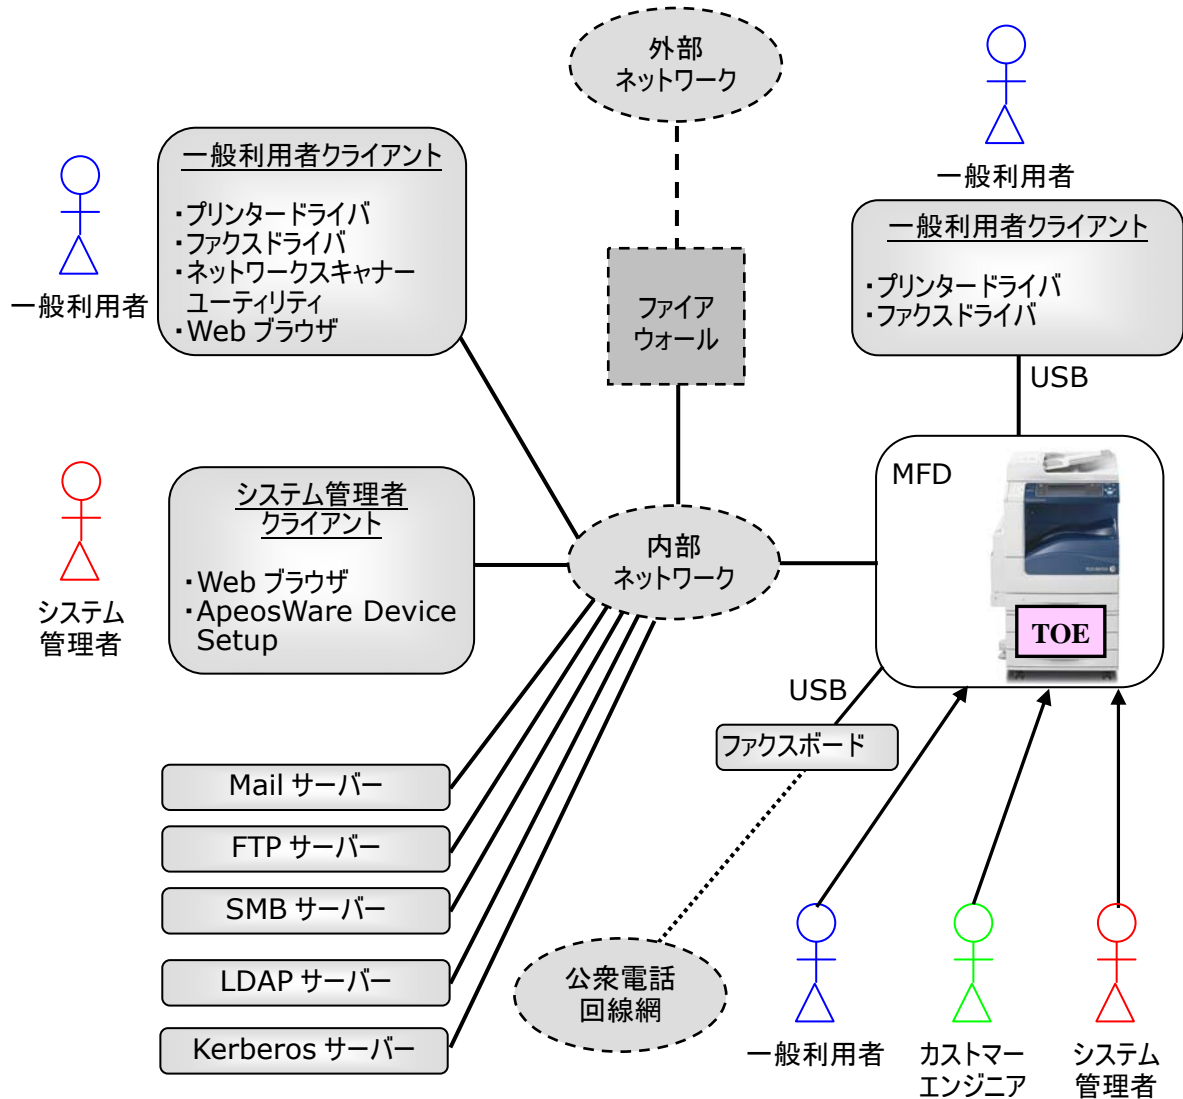 外部
ネットワーク
一般利用者
一般利用者クライアント
・プリンタードライバ
・ファクスドライバ
・ネットワークスキャナー
ユーティリティ
・Web ブラウザ
一般利用者
一般利用者クライアント
・プリンタードライバ
・ファクスドライバ
ファイア
ウォール
USB
MFD
TOE
システム管理者
クライアント
・Web ブラウザ
・ApeosWare Device
Setup
システム
管理者
内部
ネットワーク
USB
ファクスボード
Mail サーバー
FTP サーバー
SMB サーバー
LDAP サーバー
Kerberos サーバー
公衆電話
回線網
一般利用者
カストマー
エンジニア
システム
管理者